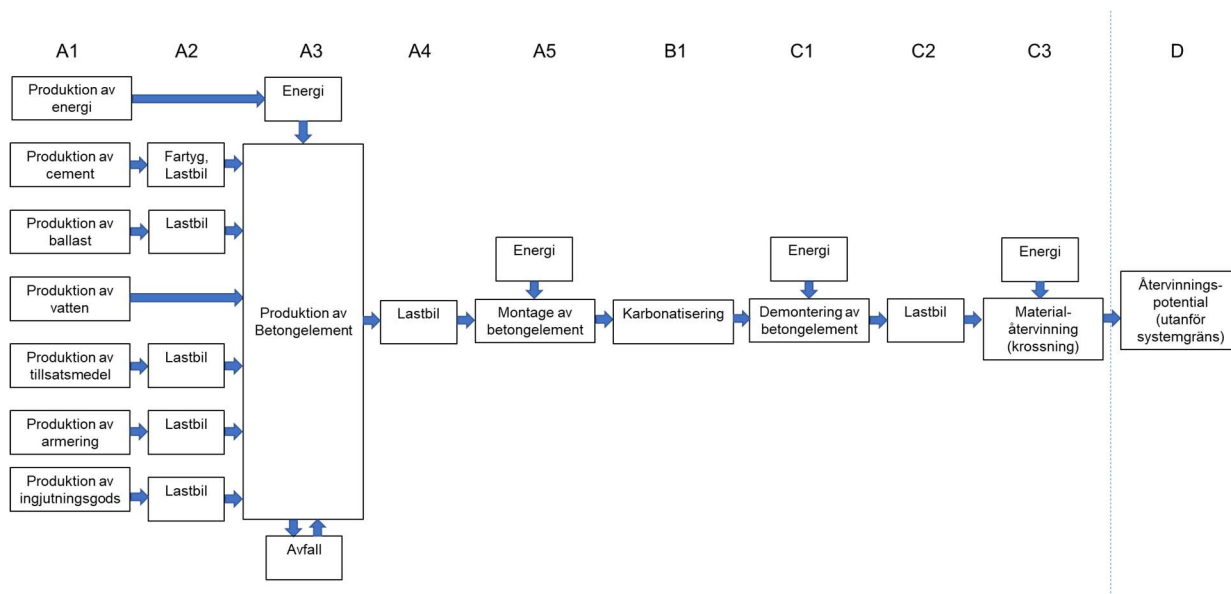 A1
A2
A3
A4
A5
B1
C1
C2
C3
D
Produktion av
energi
Energi
Produktion av
cement
Fartyg,
Lastbil
Produktion av
ballast
Lastbil
Produktion av
vatten
Produktion av
tillsatsmedel
Lastbil
Produktion av
armering
Lastbil
Produktion av
ingjutningsgods
Lastbil
Produktion av
Betongelement
Avfall
Lastbil
Energi
Montage av
betongelement
Karbonatisering
Energi
Demontering av
betongelement
Lastbil
Energi
Material-
återvinning
(krossning)
Återvinnings-
potential
(utanför
systemgräns)